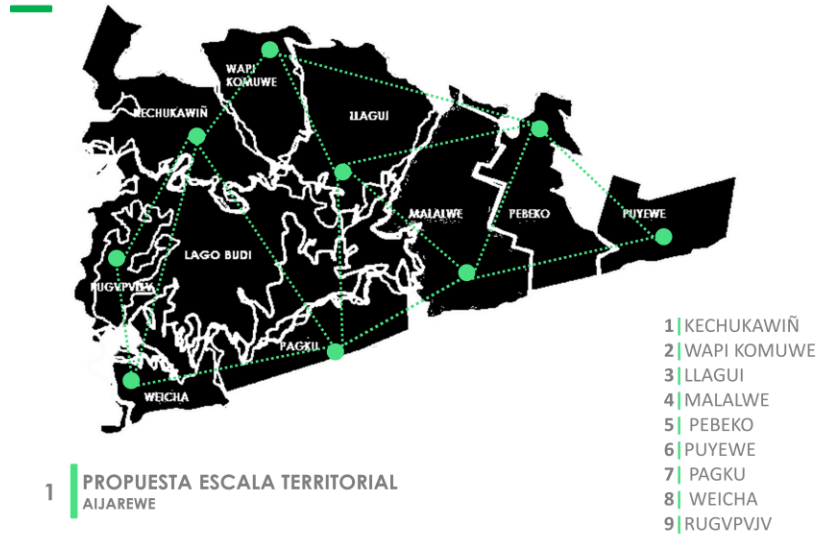 WAPI
KOMUWE
KECHUKAWIÑ
LLAGUI
MALALWE
PEBEKO
PUYEWE
LAGO BUDI
RUGVPVJV
PAGKU
WEICHA
1|KECHUKAWIÑ
2|WAPI KOMUWE
3|LLAGUI
4|MALALWE
5| PEBEKO
6|PUYEWE
7| PAGKU
8| WEICHA
9|RUGVPVJV
1 PROPUESTA ESCALA TERRITORIAL
AIJAREWE